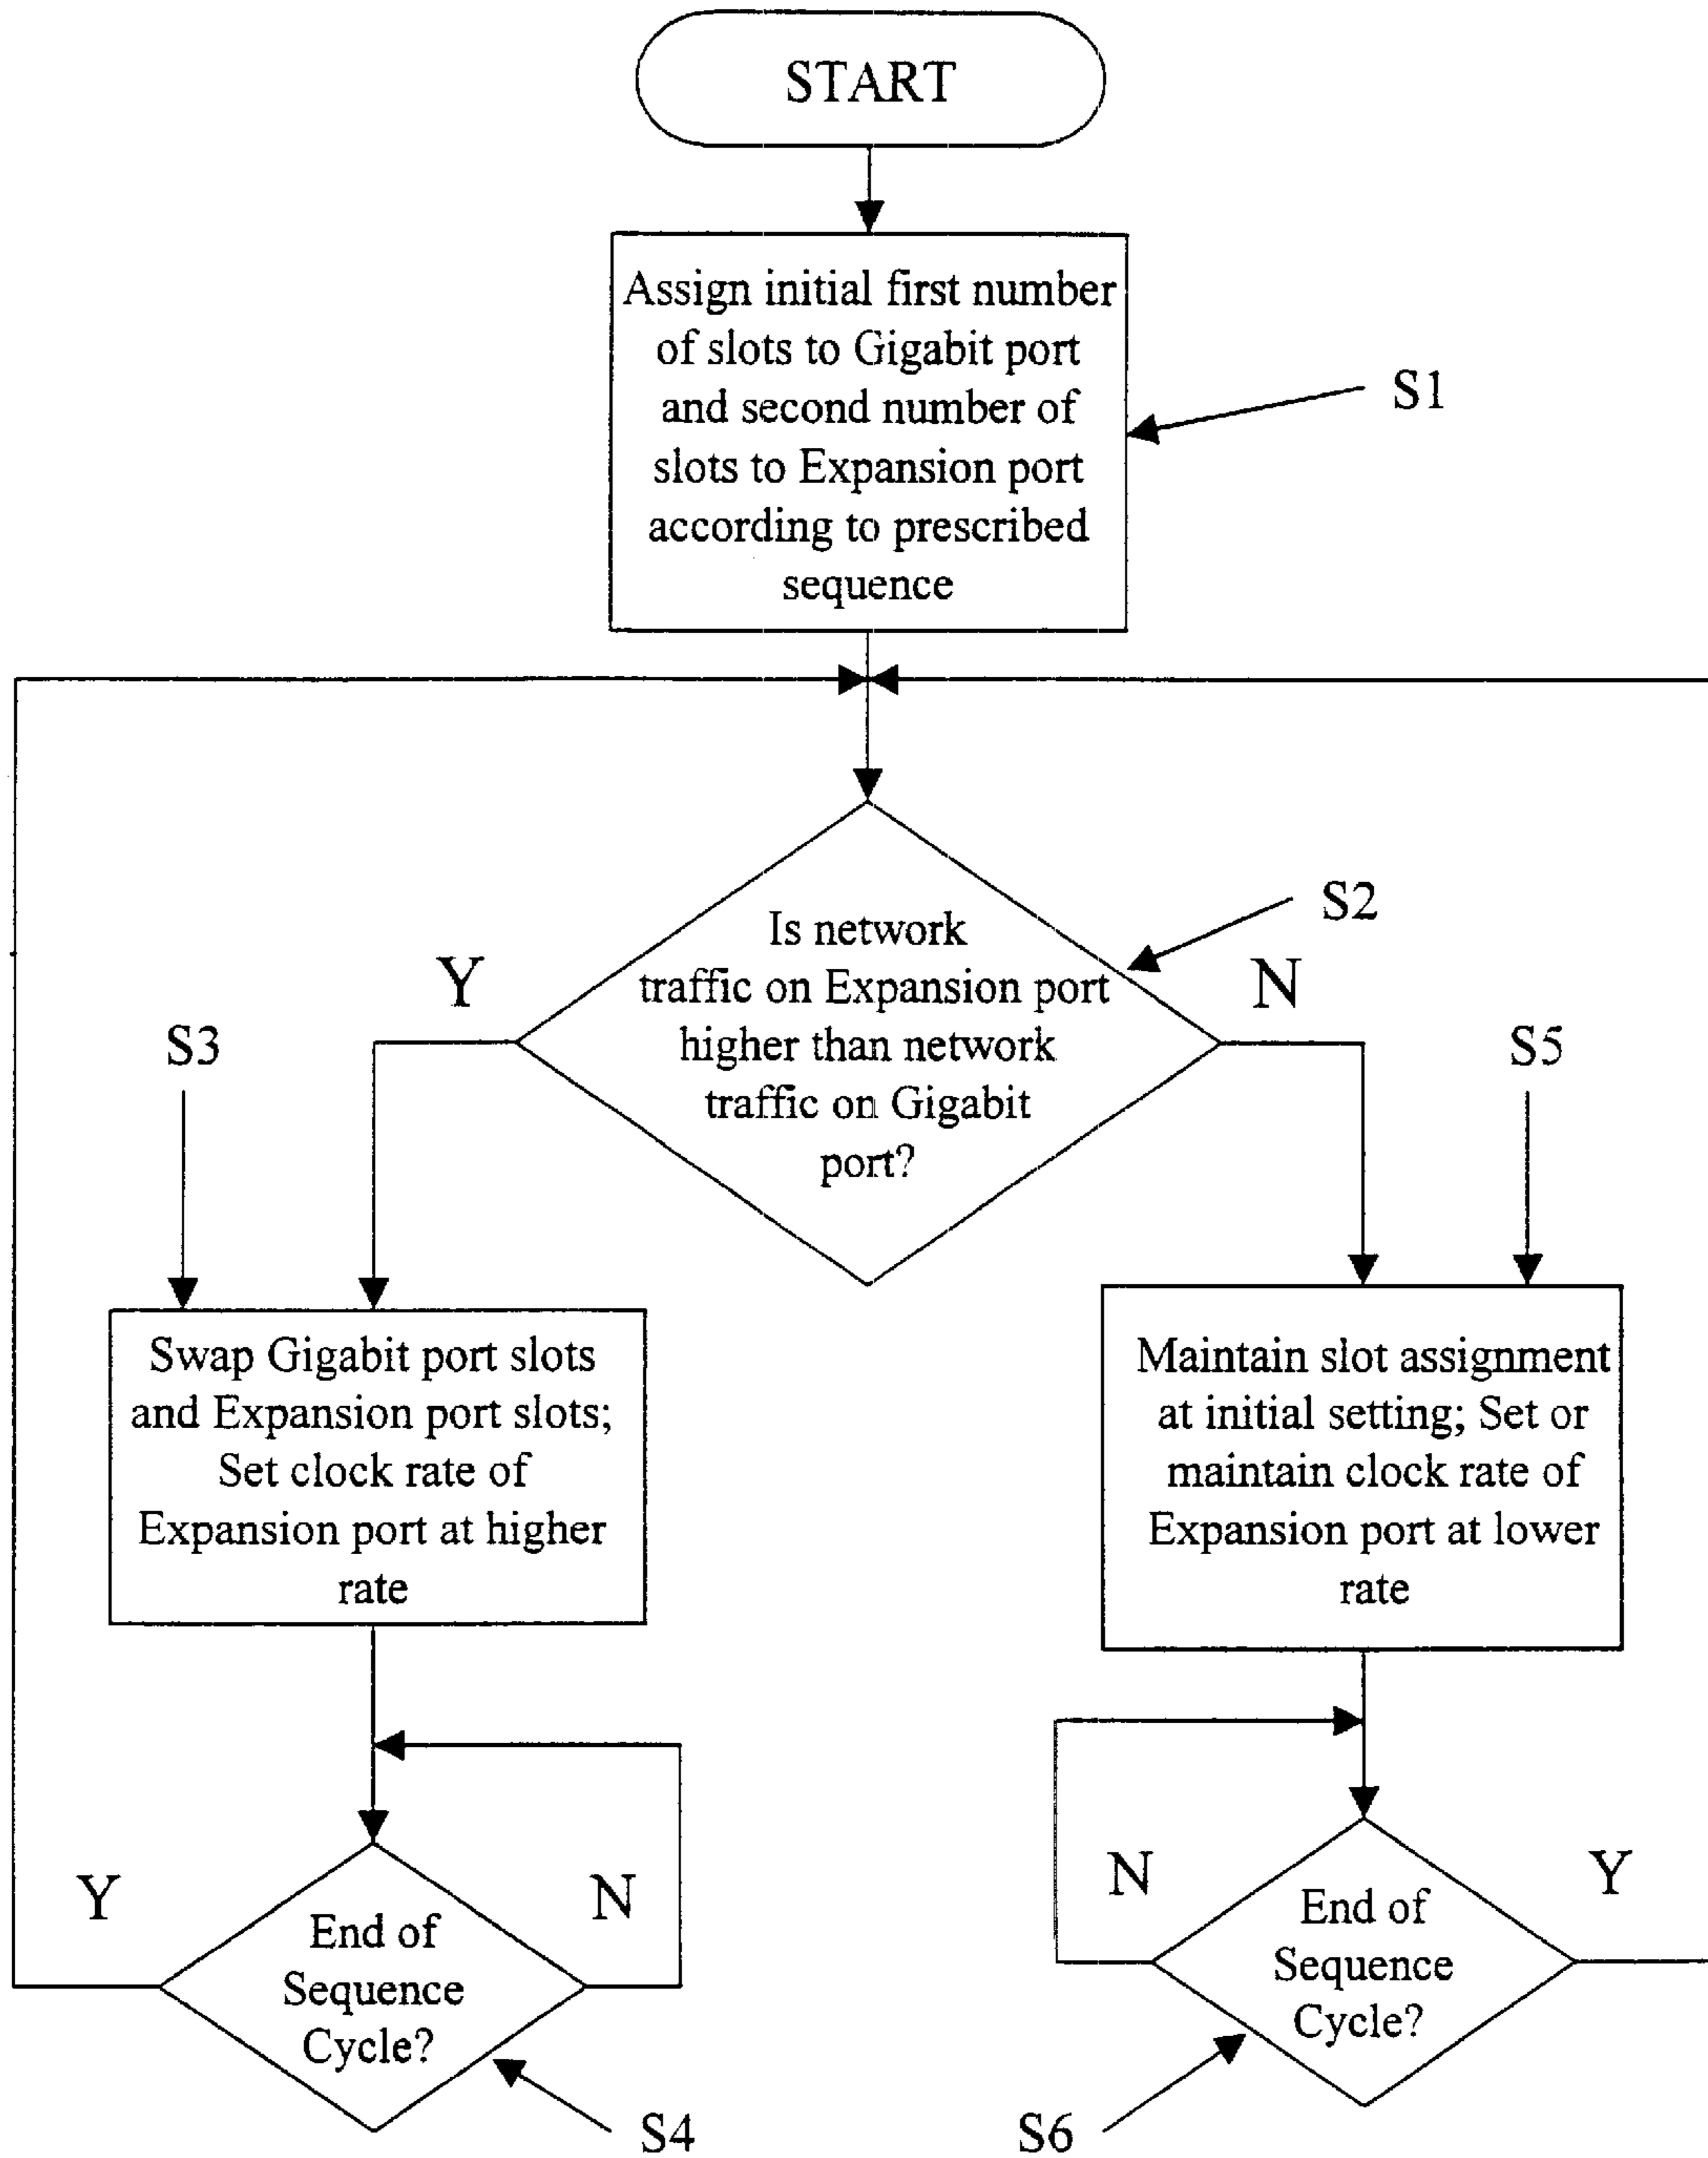 START
Assign initial first number
of slots to Gigabit port
and second number of
slots to Expansion port
according to prescribed
sequence
S1
Is network
traffic on Expansion port
higher than network
traffic on Gigabit
port?
S2
Y
N
S3
S5
Swap Gigabit port slots
and Expansion port slots;
Set clock rate of
Expansion port at higher
rate
Maintain slot assignment
at initial setting; Set or
maintain clock rate of
Expansion port at lower
rate
Y
End of
Sequence
Cycle?
N
S4
N
End of
Sequence
Cycle?
Y
S6